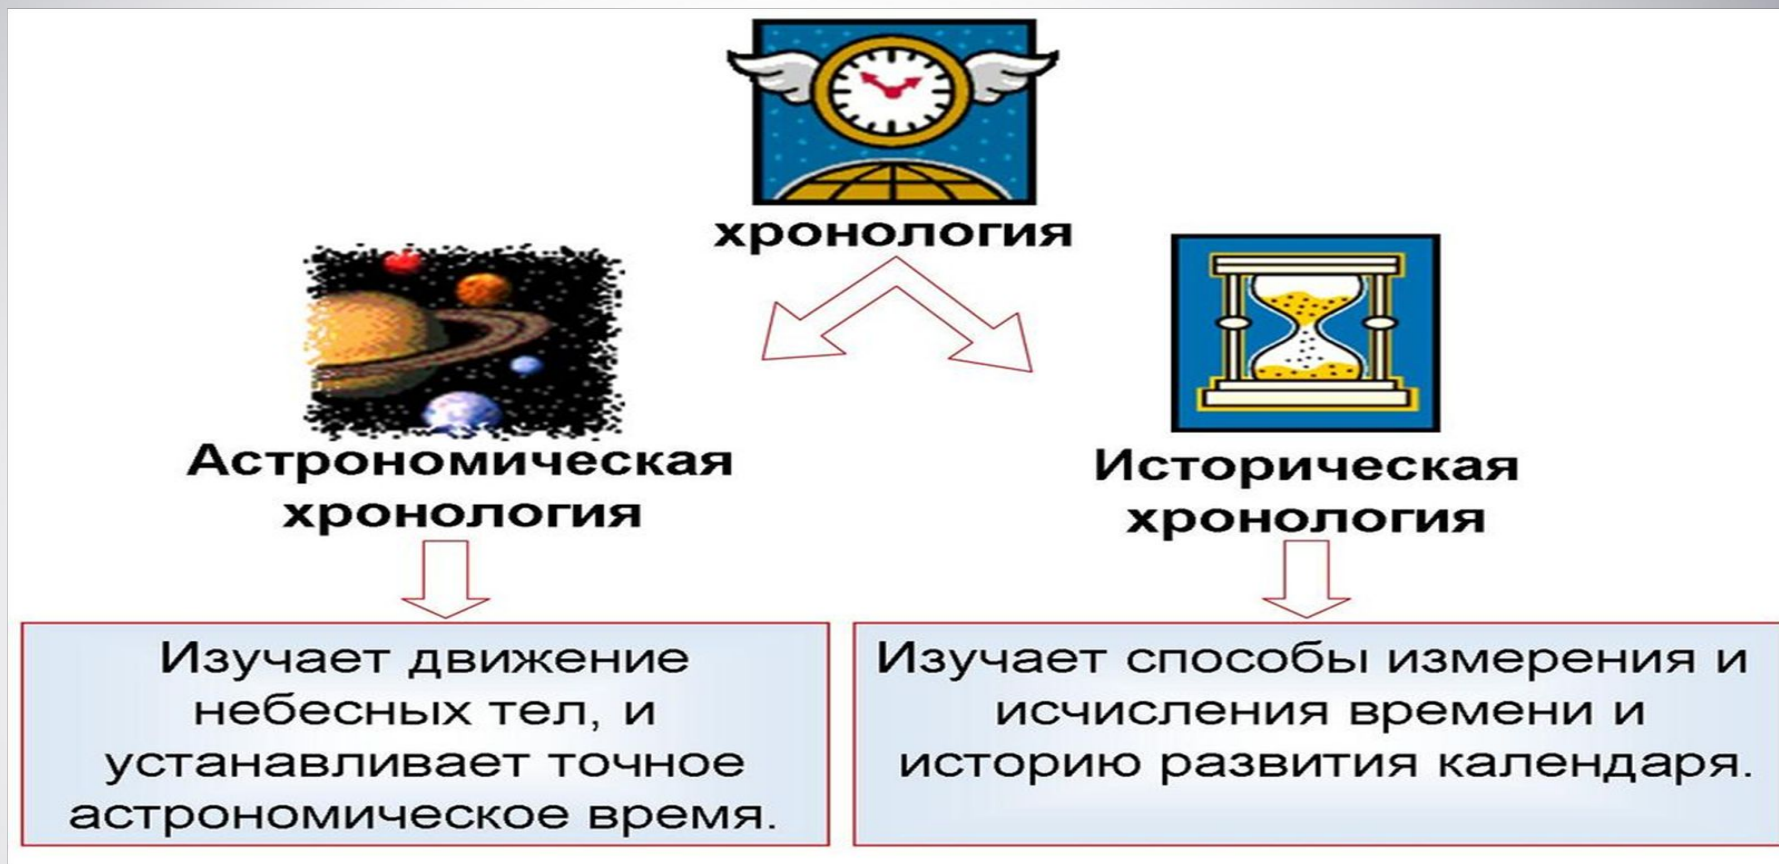 хронология
Астрономическая
хронология
Изучает движение
небесных тел, и
устанавливает точное
астрономическое время.
Историческая
хронология
Изучает способы измерения и
исчисления времени и
историю развития календаря.